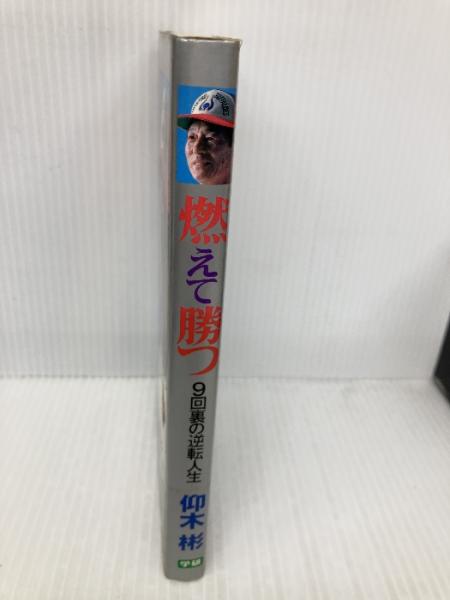 燃えて勝つ
9回裏の逆転人生
仰木彬
学研